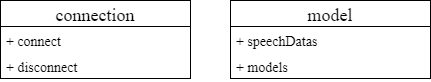 connection
+ connect
+ disconnect
model
+ speechDatas
+ models